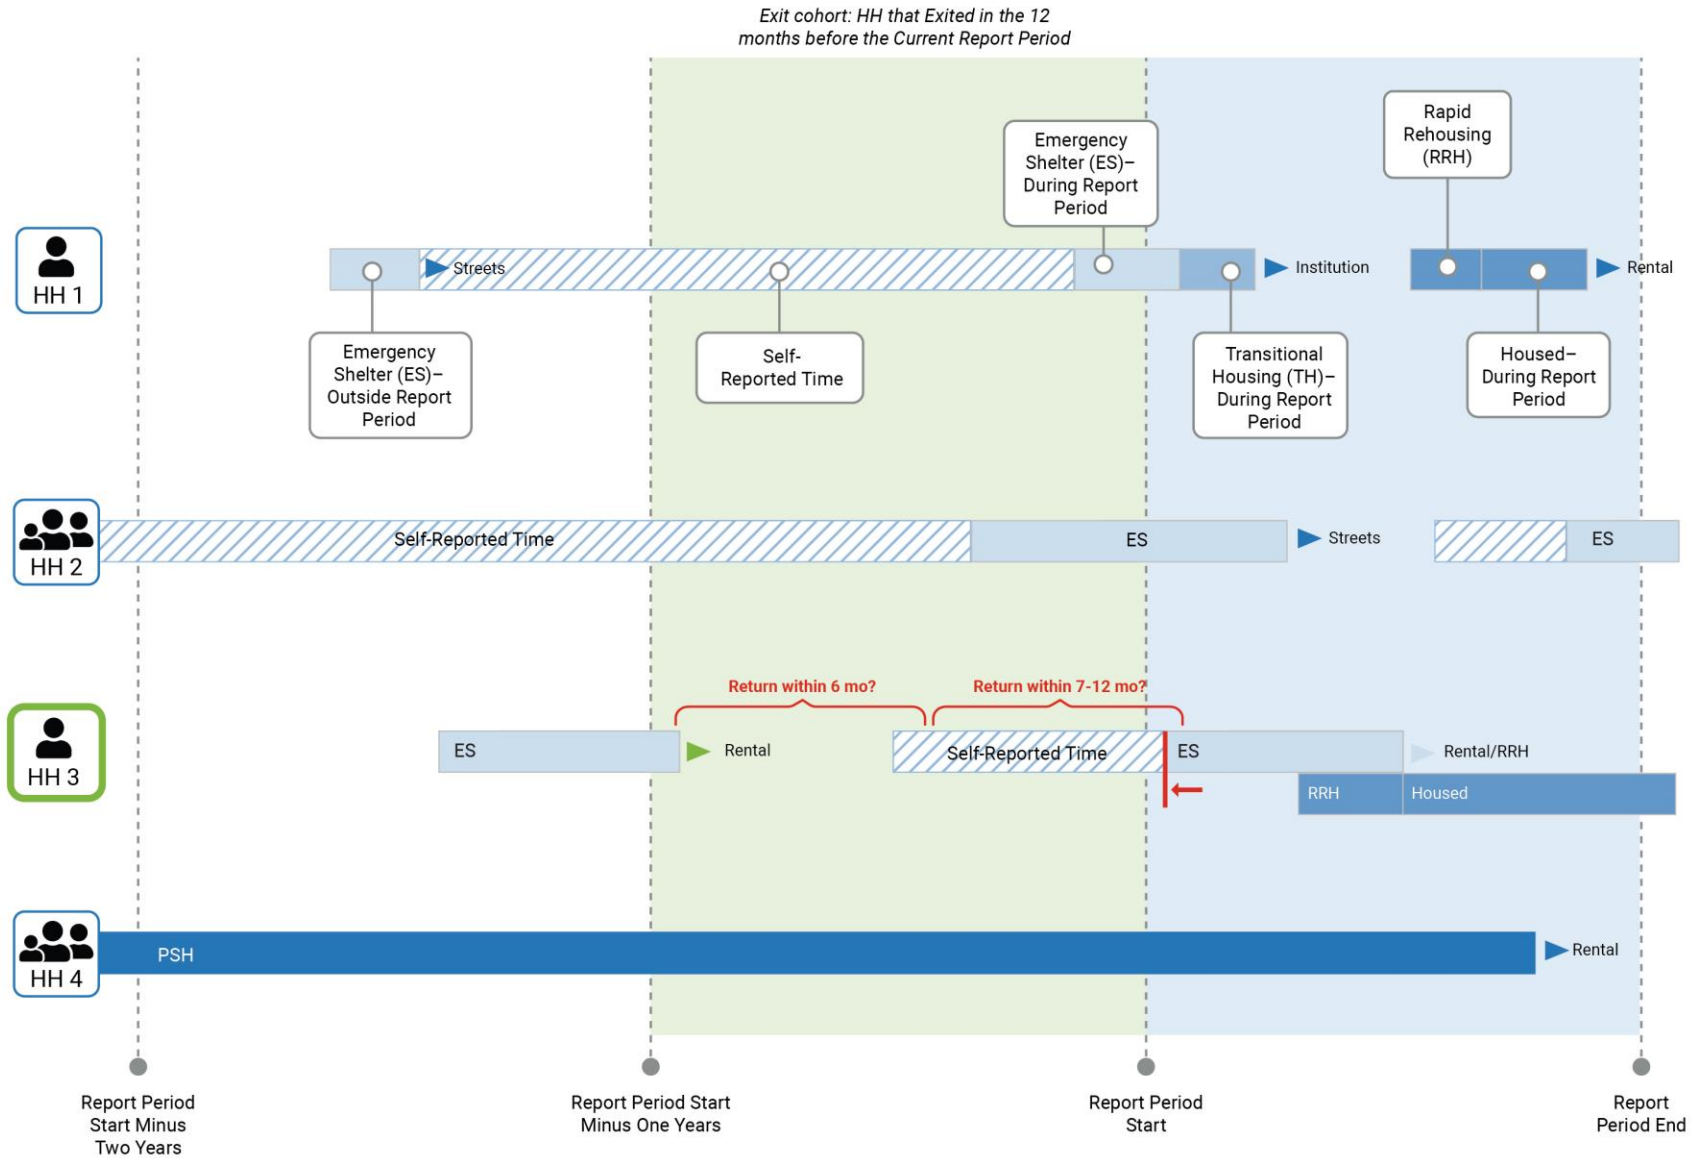 Exit cohort: HH that Exited in the 12
months before the Current Report Period
Rapid
Rehousing
(RRH)
Emergency
Shelter (ES)–
During Report
Period
HH 1
Streets
Institution
Rental
Emergency
Shelter (ES)–
Outside Report
Period
Self-
Reported Time
Transitional
Housing (TH)–
During Report
Period
Housed–
During Report
Period
HH 2
Self-Reported Time
ES
Streets
ES
Return within 6 mo?
Return within 7-12 mo?
HH 3
ES
Rental
Self-Reported Time
ES
Rental/RRH
RRH
Housed
HH 4
PSH
Rental
Report Period
Start Minus
Two Years
Report Period Start
Minus One Years
Report Period
Start
Report
Period End